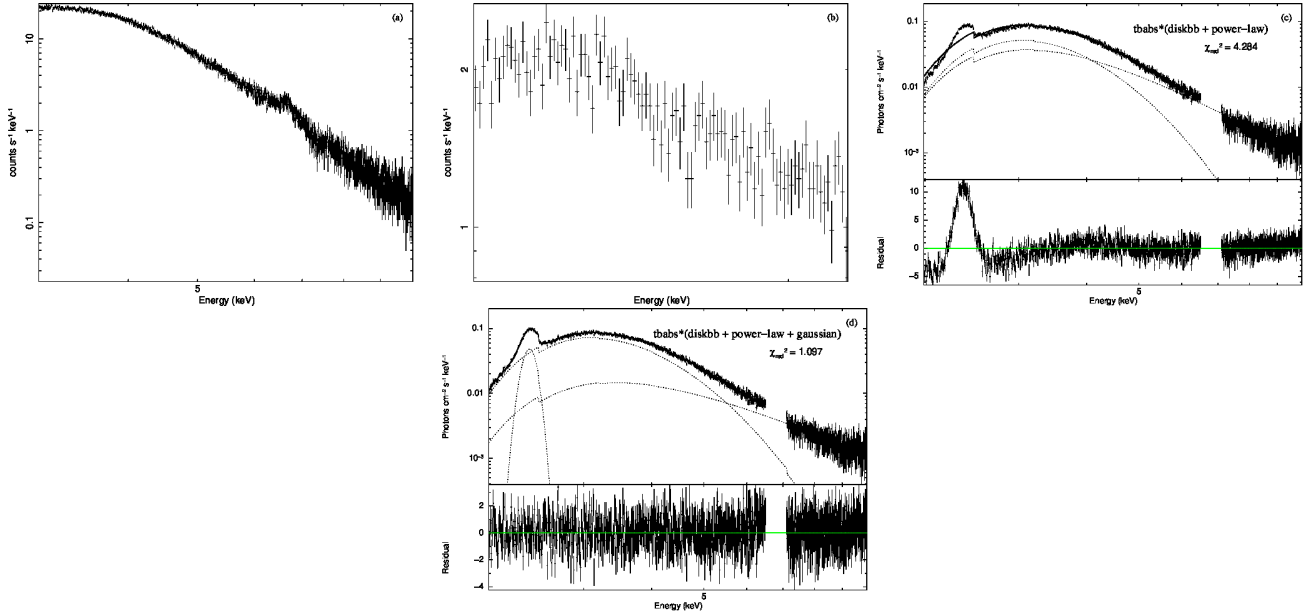 (a)
10
1
0.1
counts s⁻¹ keV⁻¹
5
Energy (keV)
(b)
2
1
counts s⁻¹ keV⁻¹
Energy (keV)
(c)
tbabs*(diskbb + power−law)
χred² = 4.284
0.1
0.01
10⁻³
Photons cm⁻² s⁻¹ keV⁻¹
10
5
0
−5
Residual
5
Energy (keV)
(d)
tbabs*(diskbb + power−law + gaussian)
χred² = 1.097
0.1
0.01
10⁻³
Photons cm⁻² s⁻¹ keV⁻¹
2
0
−2
−4
Residual
5
Energy (keV)